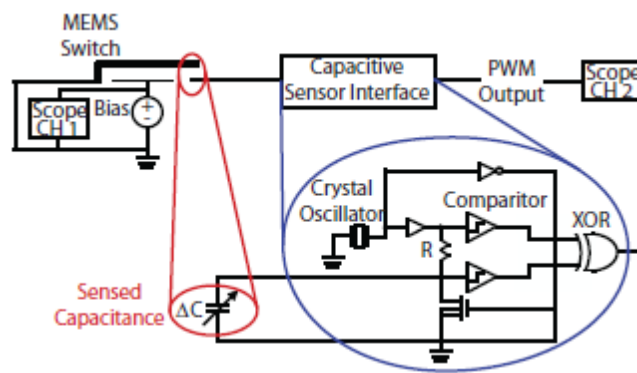 MEMS
Switch
Scope
CH 1
Bias
+
-
Capacitive
Sensor Interface
PWM
Output
Scope
CH 2
Crystal
Oscillator
Comparitor
XOR
R
Sensed
Capacitance
ΔC